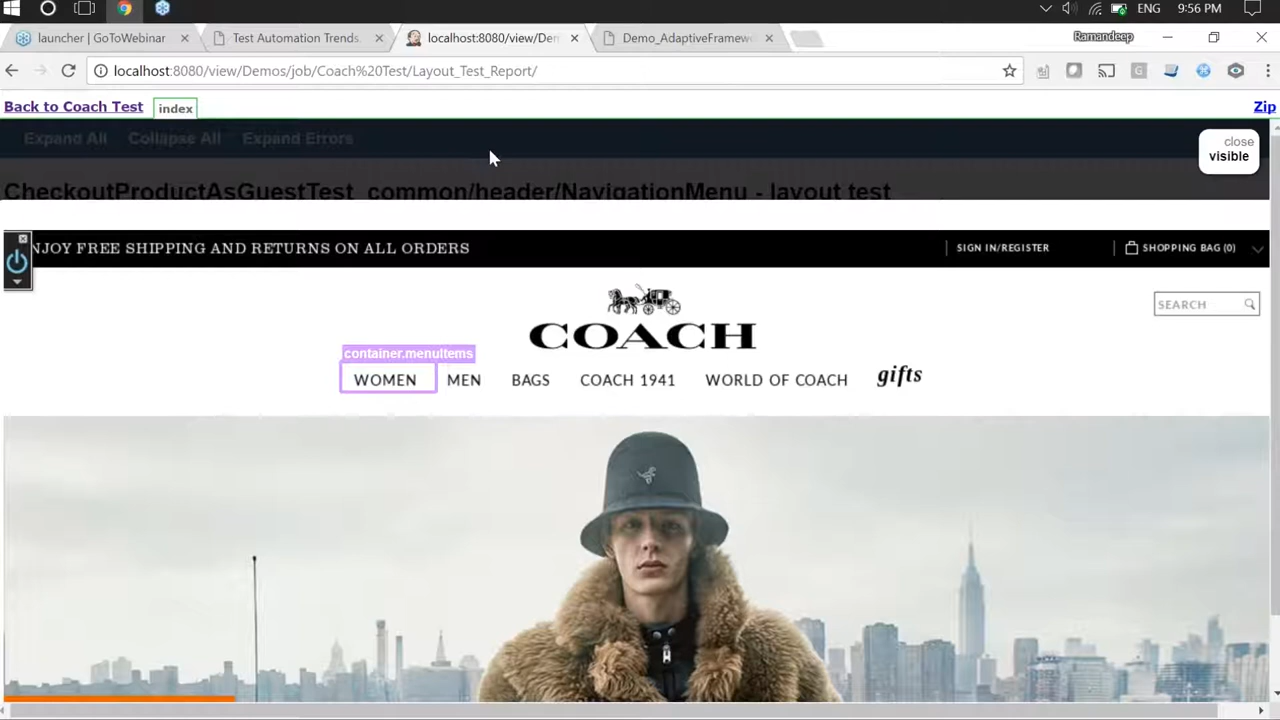 ENG 9:56 PM
launcher | GoToWebinar
Test Automation Trends.
localhost:8080/view/Dem
Demo_AdaptiveFramew
Ramandeep
localhost:8080/view/Demos/job/Coach%20Test/Layout_Test_Report/
Back to Coach Test
index
Zip
Expand All
Collapse All
Expand Errors
close
visible
CheckoutProductAsGuestTest_common/header/NavigationMenu - layout test
NJOY FREE SHIPPING AND RETURNS ON ALL ORDERS
SIGN IN/REGISTER
SHOPPING BAG (0)
SEARCH
COACH
container.menuItems
WOMEN
MEN
BAGS
COACH 1941
WORLD OF COACH
gifts